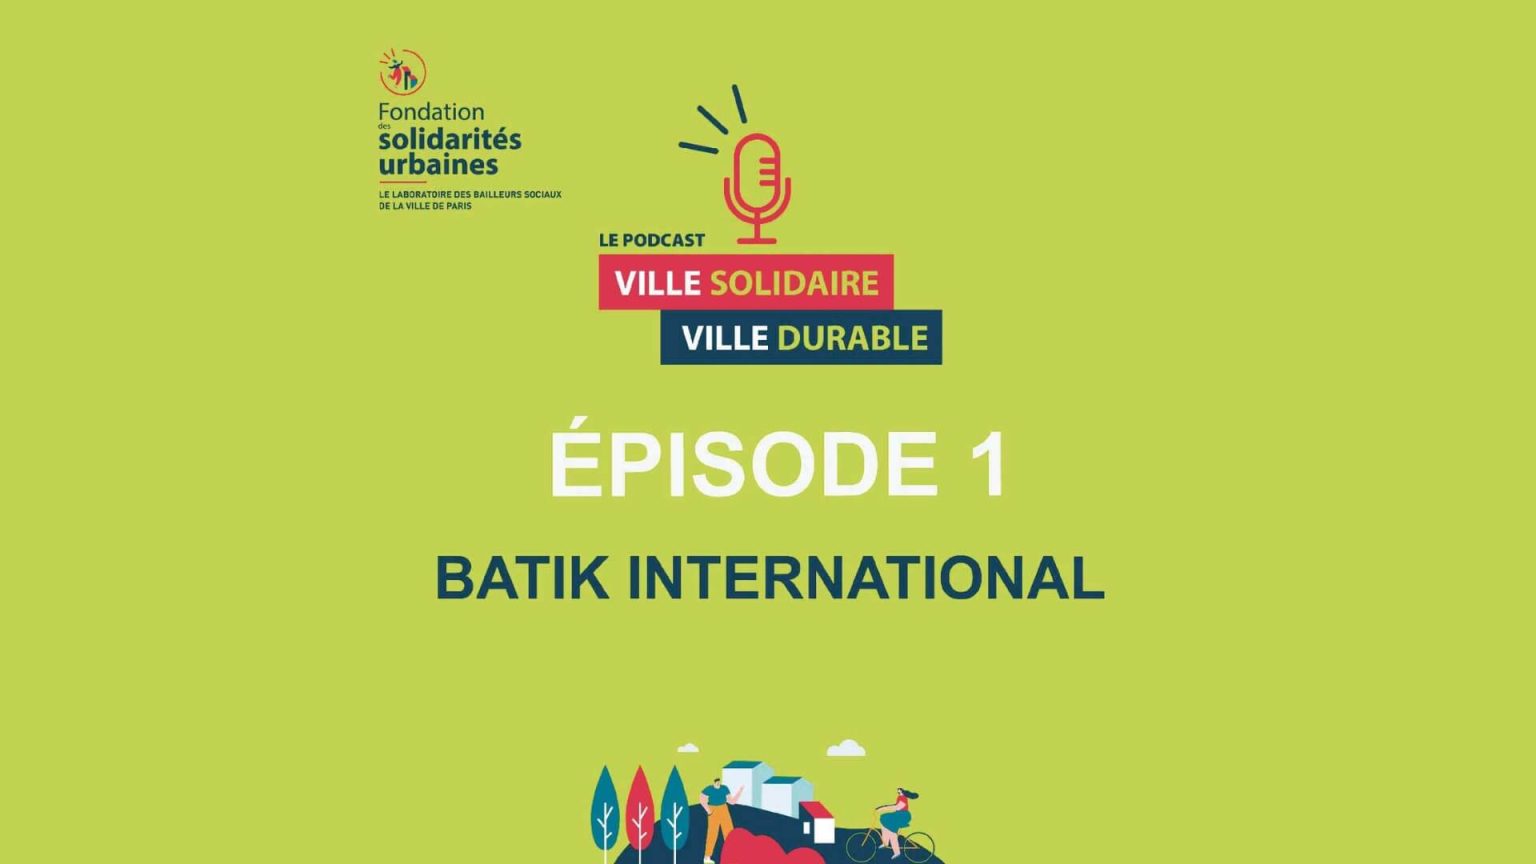 Fondation
des
solidarités
urbaines
LE LABORATOIRE DES BAILLEURS SOCIAUX
DE LA VILLE DE PARIS
LE PODCAST
VILLE SOLIDAIRE
VILLE DURABLE
ÉPISODE 1
BATIK INTERNATIONAL